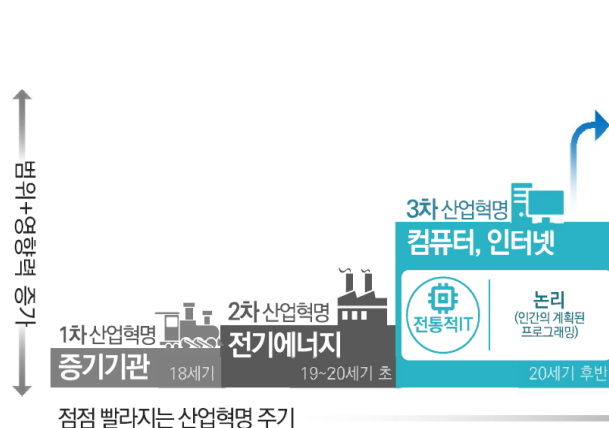 범위+영향력 증가
1차 산업혁명
증기기관
18세기
2차 산업혁명
전기에너지
19~20세기 초
3차 산업혁명
컴퓨터, 인터넷
전통적IT
논리
(인간의 계획된
프로그래밍)
20세기 후반
점점 빨라지는 산업혁명 주기